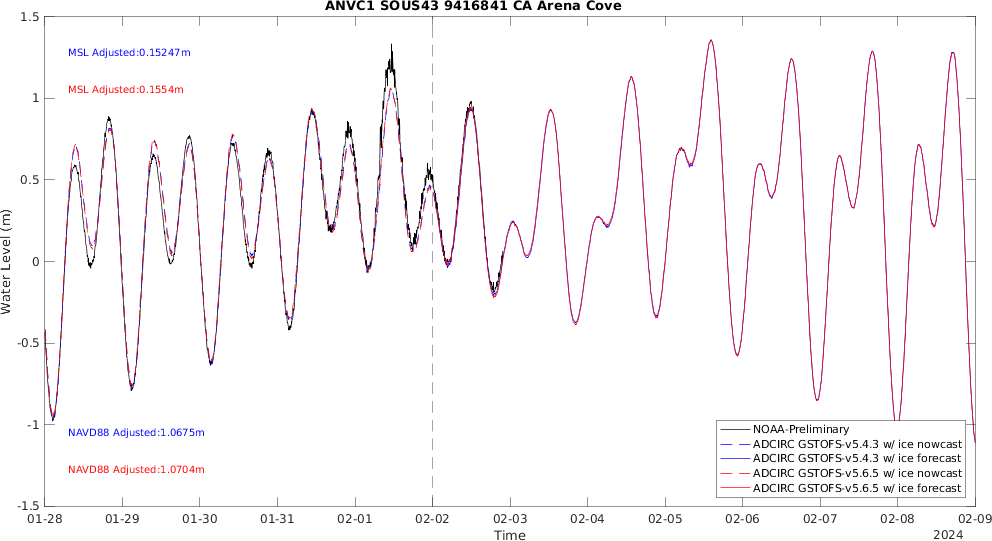 ANVC1 SOUS43 9416841 CA Arena Cove
1.5
1
0.5
0
-0.5
-1
-1.5
Water Level (m)
MSL Adjusted:0.15247m
MSL Adjusted:0.1554m
NAVD88 Adjusted:1.0675m
NAVD88 Adjusted:1.0704m
NOAA-Preliminary
ADCIRC GSTOFS-v5.4.3 w/ ice nowcast
ADCIRC GSTOFS-v5.4.3 w/ ice forecast
ADCIRC GSTOFS-v5.6.5 w/ ice nowcast
ADCIRC GSTOFS-v5.6.5 w/ ice forecast
01-28 01-29 01-30 01-31 02-01 02-02 02-03 02-04 02-05 02-06 02-07 02-08 02-09
Time
2024